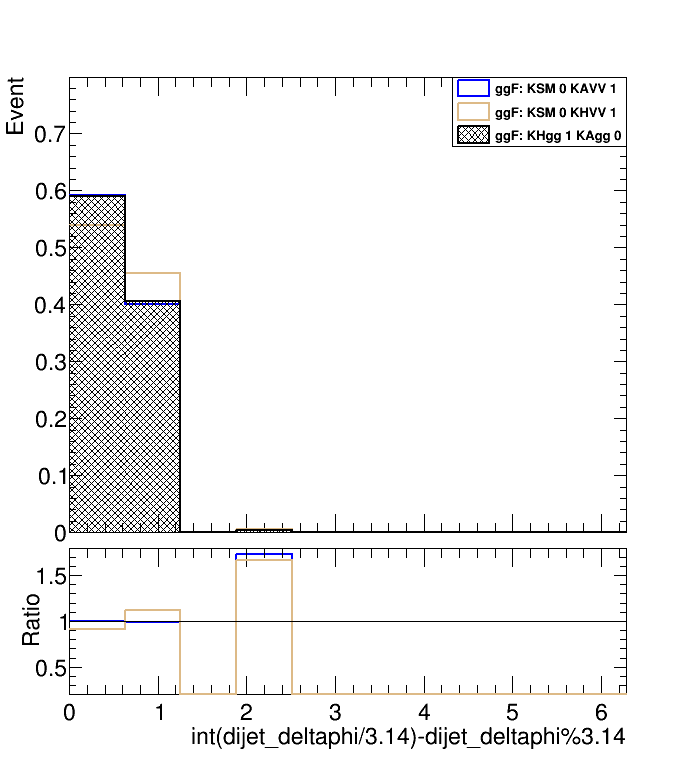 Event
ggF: KSM 0 KAVV 1
ggF: KSM 0 KHVV 1
ggF: KHgg 1 KAgg 0
0.7
0.6
0.5
0.4
0.3
0.2
0.1
0
Ratio
1.5
1
0.5
0 1 2 3 4 5 6
int(dijet_deltaphi/3.14)-dijet_deltaphi%3.14